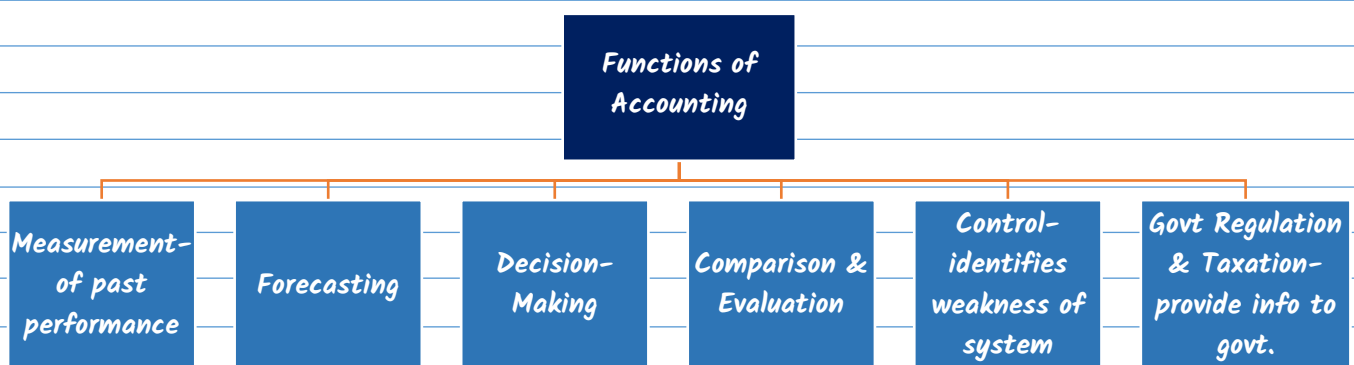 Functions of
Accounting
Measurement-
of past
performance
Forecasting
Decision-
Making
Comparison &
Evaluation
Control-
identifies
weakness of
system
Govt Regulation
& Taxation-
provide info to
govt.